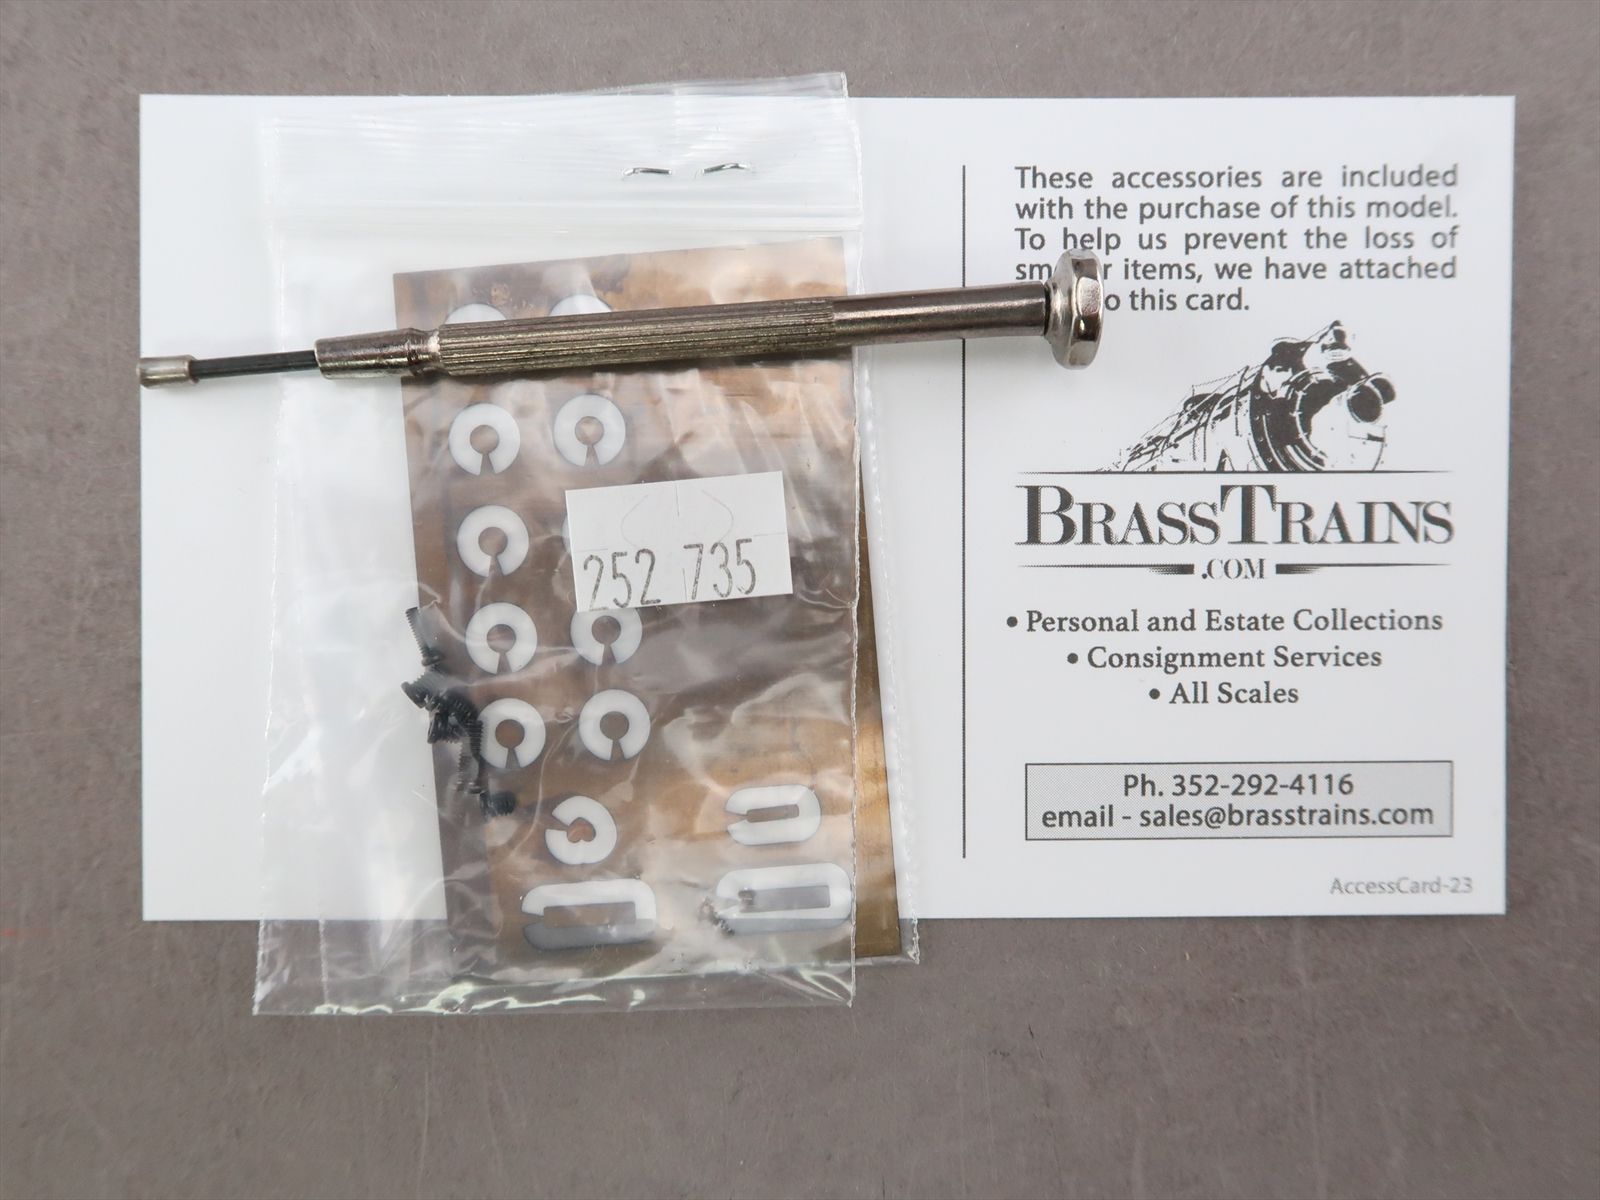 These accessories are included
with the purchase of this model.
To help us prevent the loss of
items, we have attached
to this card.
252 735
BRASSTRAINS
.COM
• Personal and Estate Collections
• Consignment Services
• All Scales
Ph. 352-292-4116
email - sales@brasstrains.com
AccessCard-23